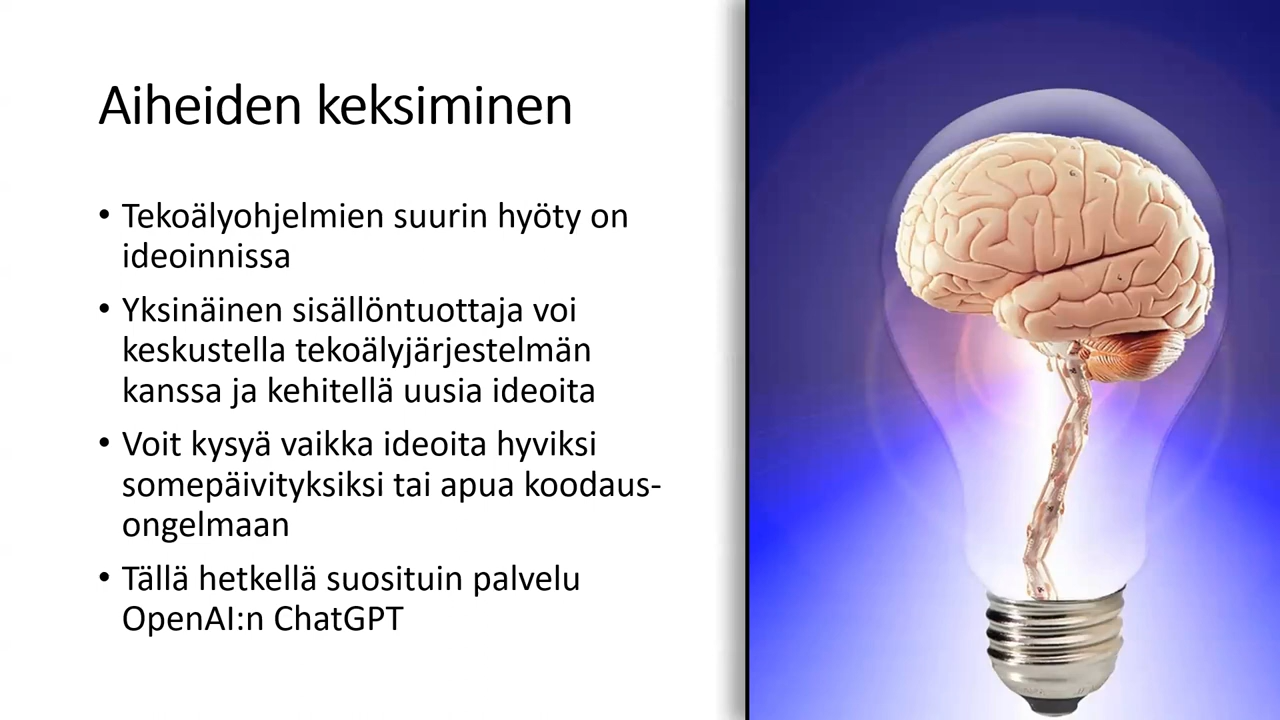 Aiheiden keksiminen
• Tekoälyohjelmien suurin hyöty on
ideoinnissa
• Yksinäinen sisällöntuottaja voi
keskustella tekoälyjärjestelmän
kanssa ja kehitellä uusia ideoita
• Voit kysyä vaikka ideoita hyviksi
somepäivityksiksi tai apua koodaus-
ongelmaan
• Tällä hetkellä suosituin palvelu
OpenAI:n ChatGPT